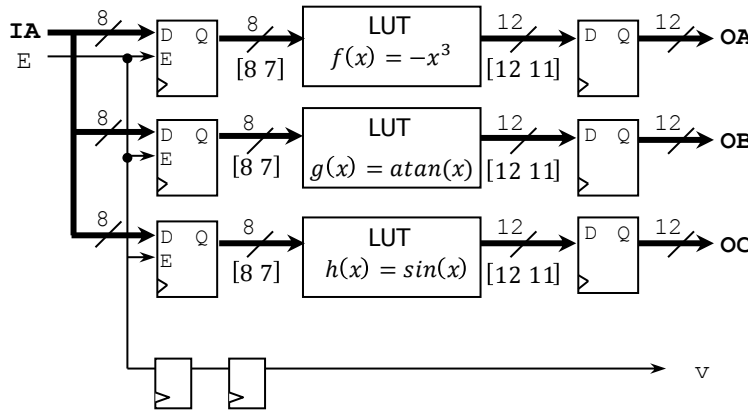 8 8 LUT 12 12
IA D Q f(x) = −x³ D Q OA
E E [8 7] [12 11]
8 8 LUT 12 12
D Q g(x) = atan(x) D Q OB
E [8 7] [12 11]
8 8 LUT 12 12
D Q h(x) = sin(x) D Q OC
E [8 7] [12 11]
v